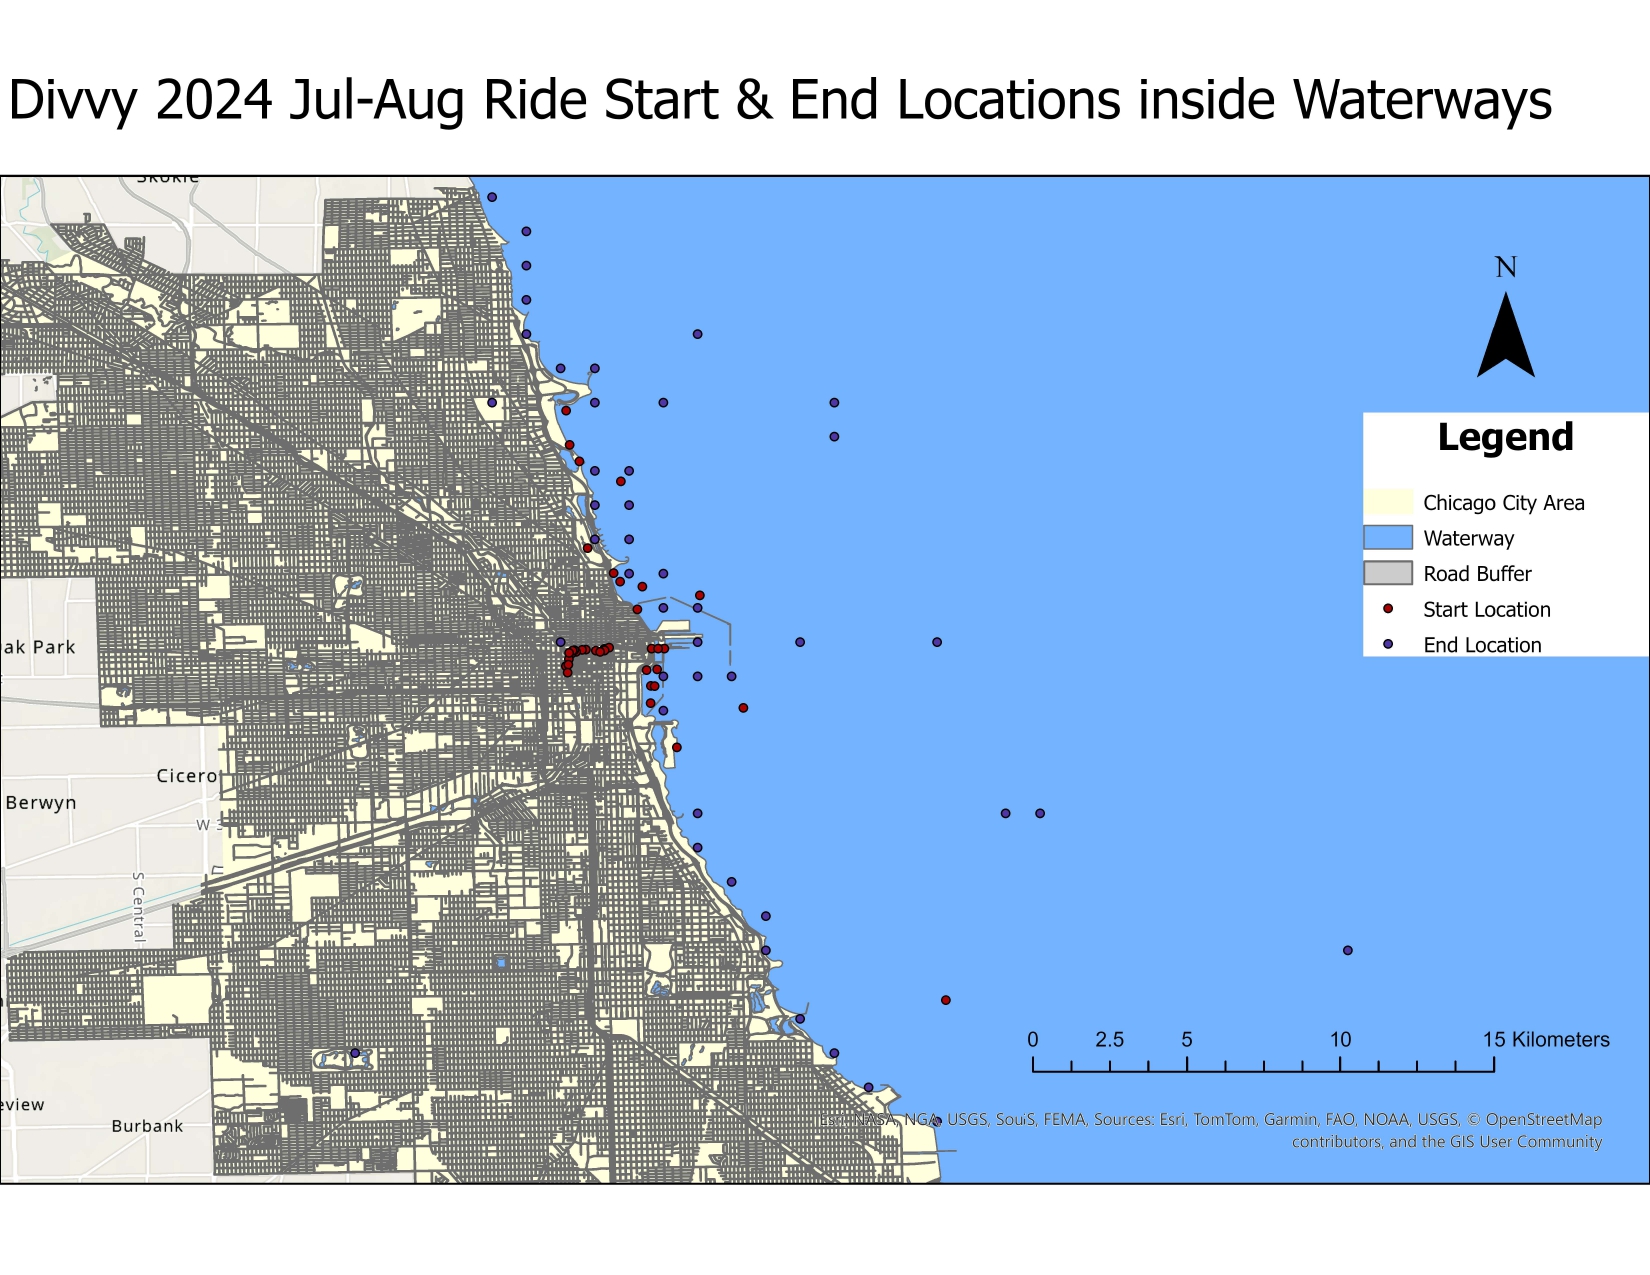 Divvy 2024 Jul-Aug Ride Start & End Locations inside Waterways
Skokie
N
Legend
Chicago City Area
Waterway
Road Buffer
Start Location
End Location
ak Park
Cicero
Berwyn
W 3
S Central
0 2.5 5 10 15 Kilometers
eview
Burbank
Esri, NASA, NGA, USGS, SouiS, FEMA, Sources: Esri, TomTom, Garmin, FAO, NOAA, USGS, © OpenStreetMap
contributors, and the GIS User Community